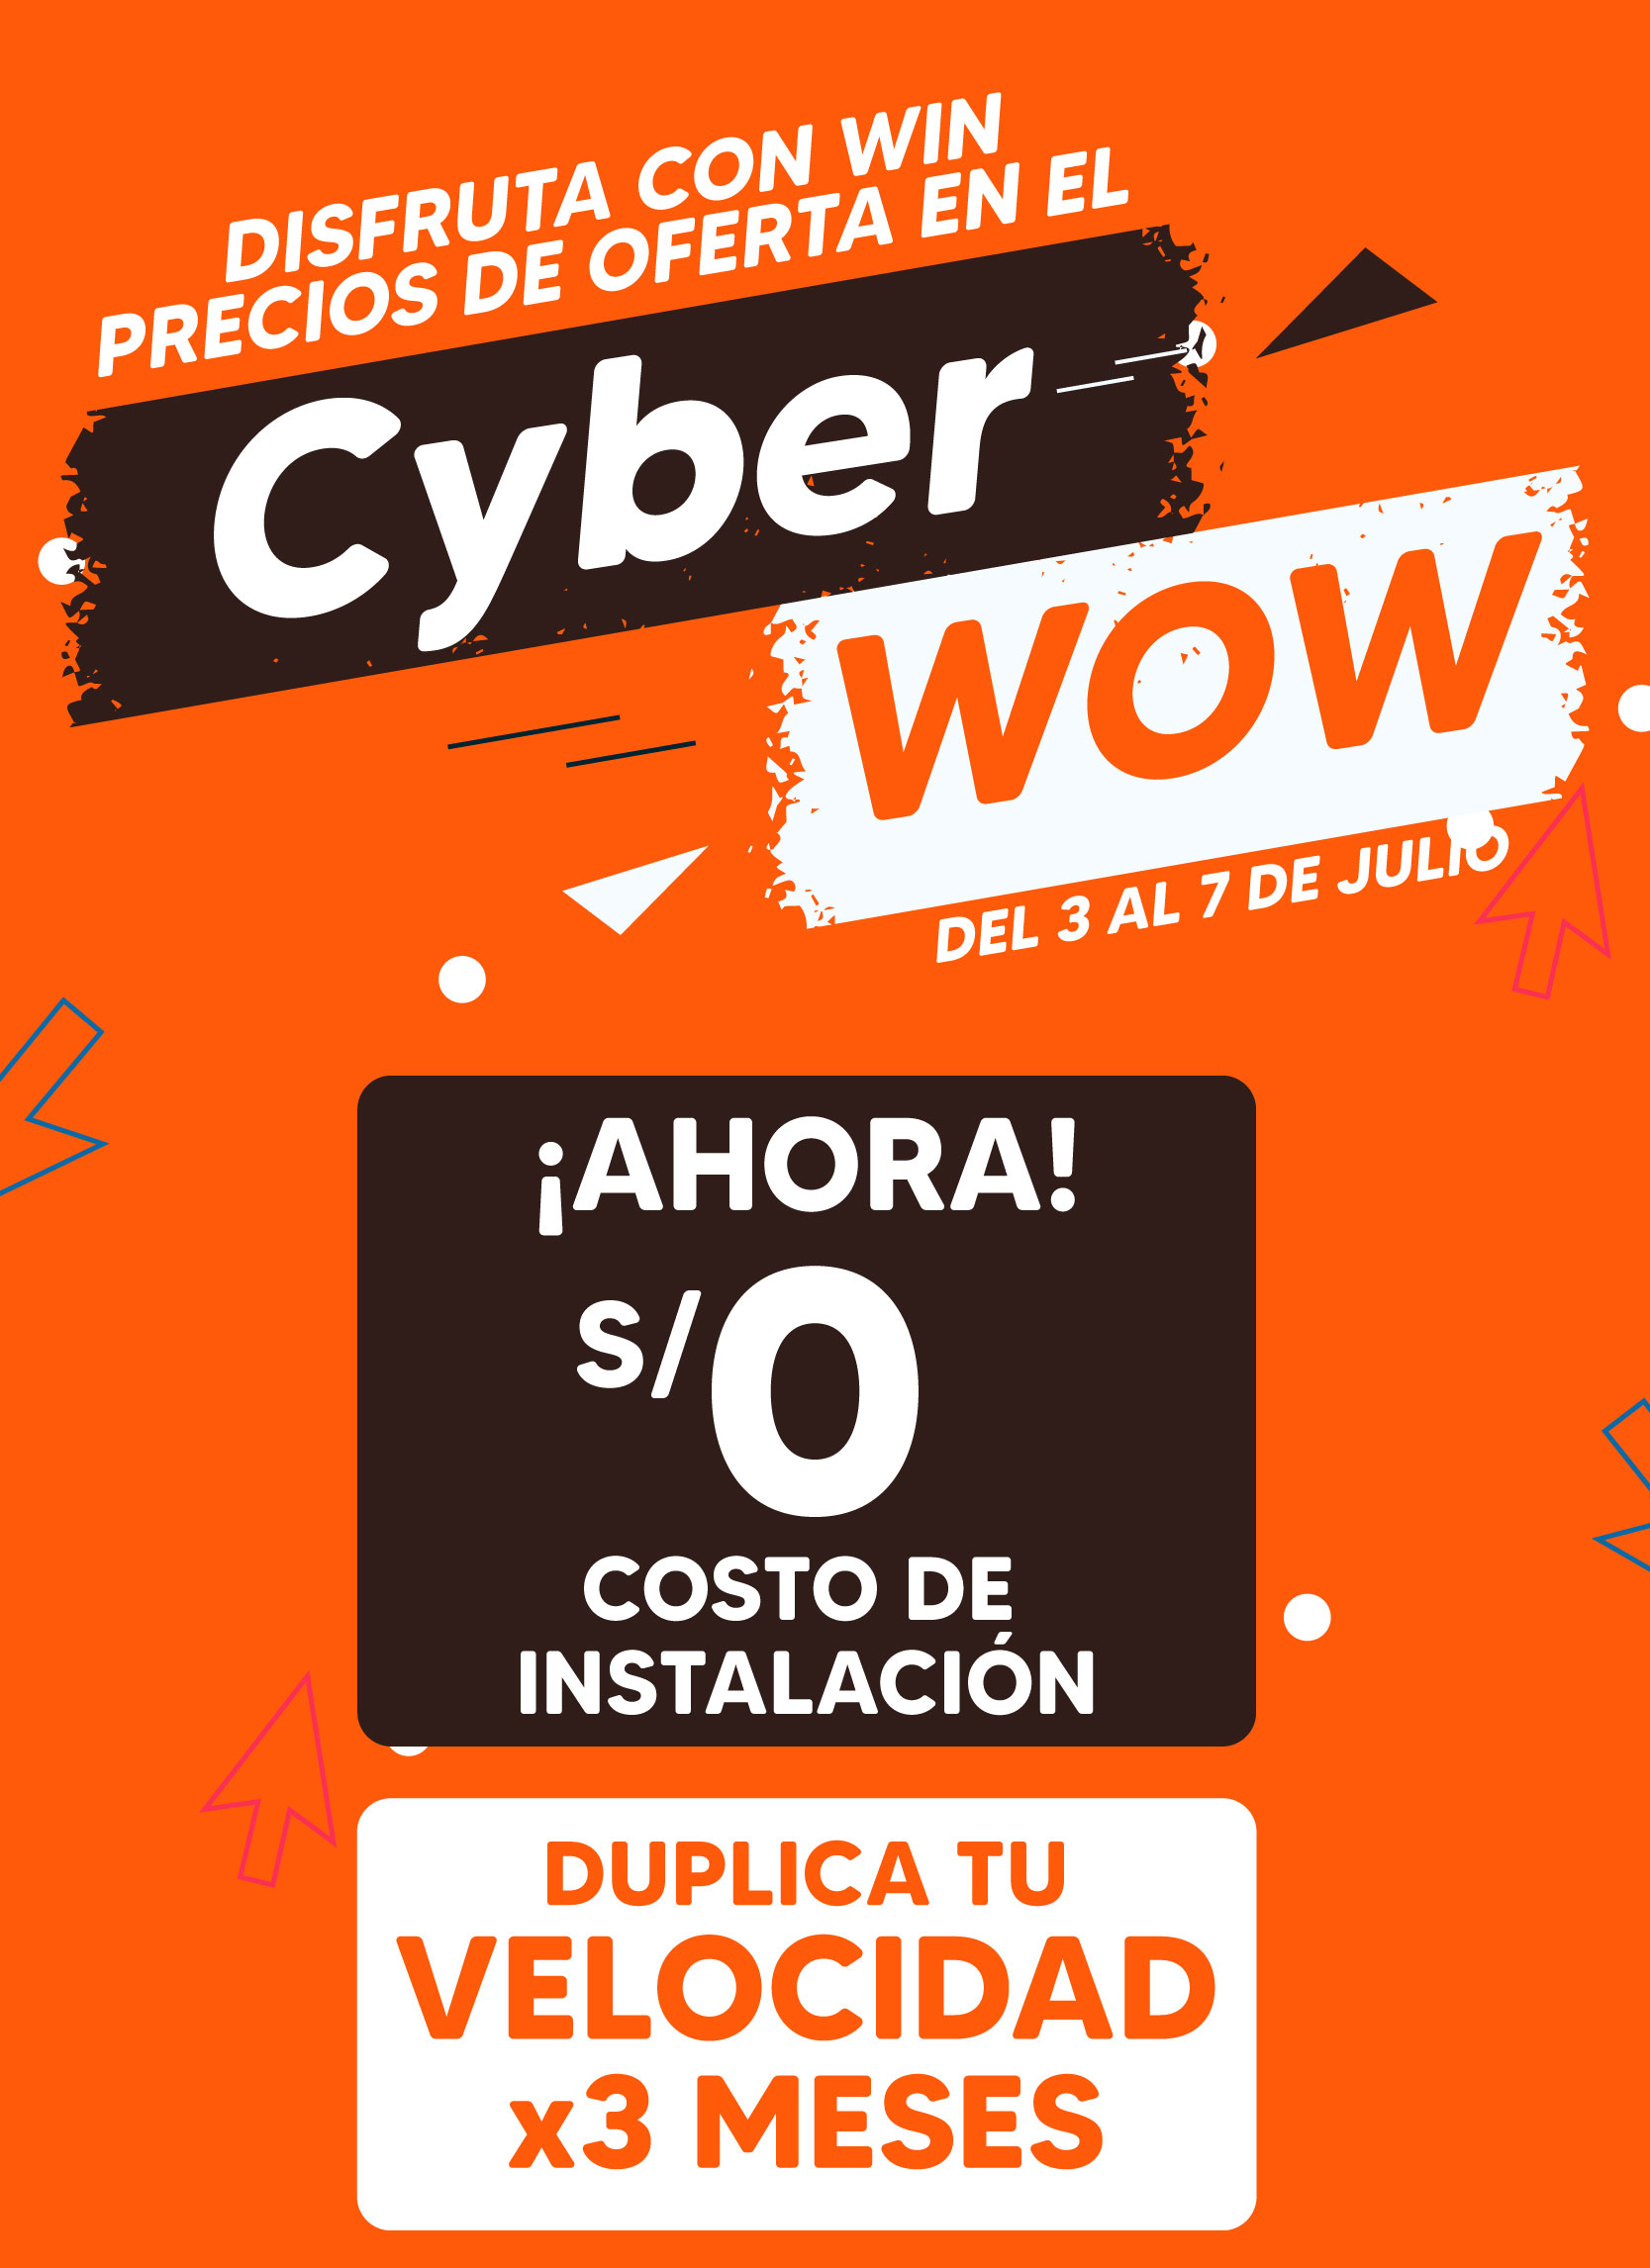 DISFRUTA CON WIN
PRECIOS DE OFERTA EN EL
Cyber
WOW
DEL 3 AL 7 DE JULIO
¡AHORA!
S/0
COSTO DE
INSTALACIÓN
DUPLICA TU
VELOCIDAD
x3 MESES